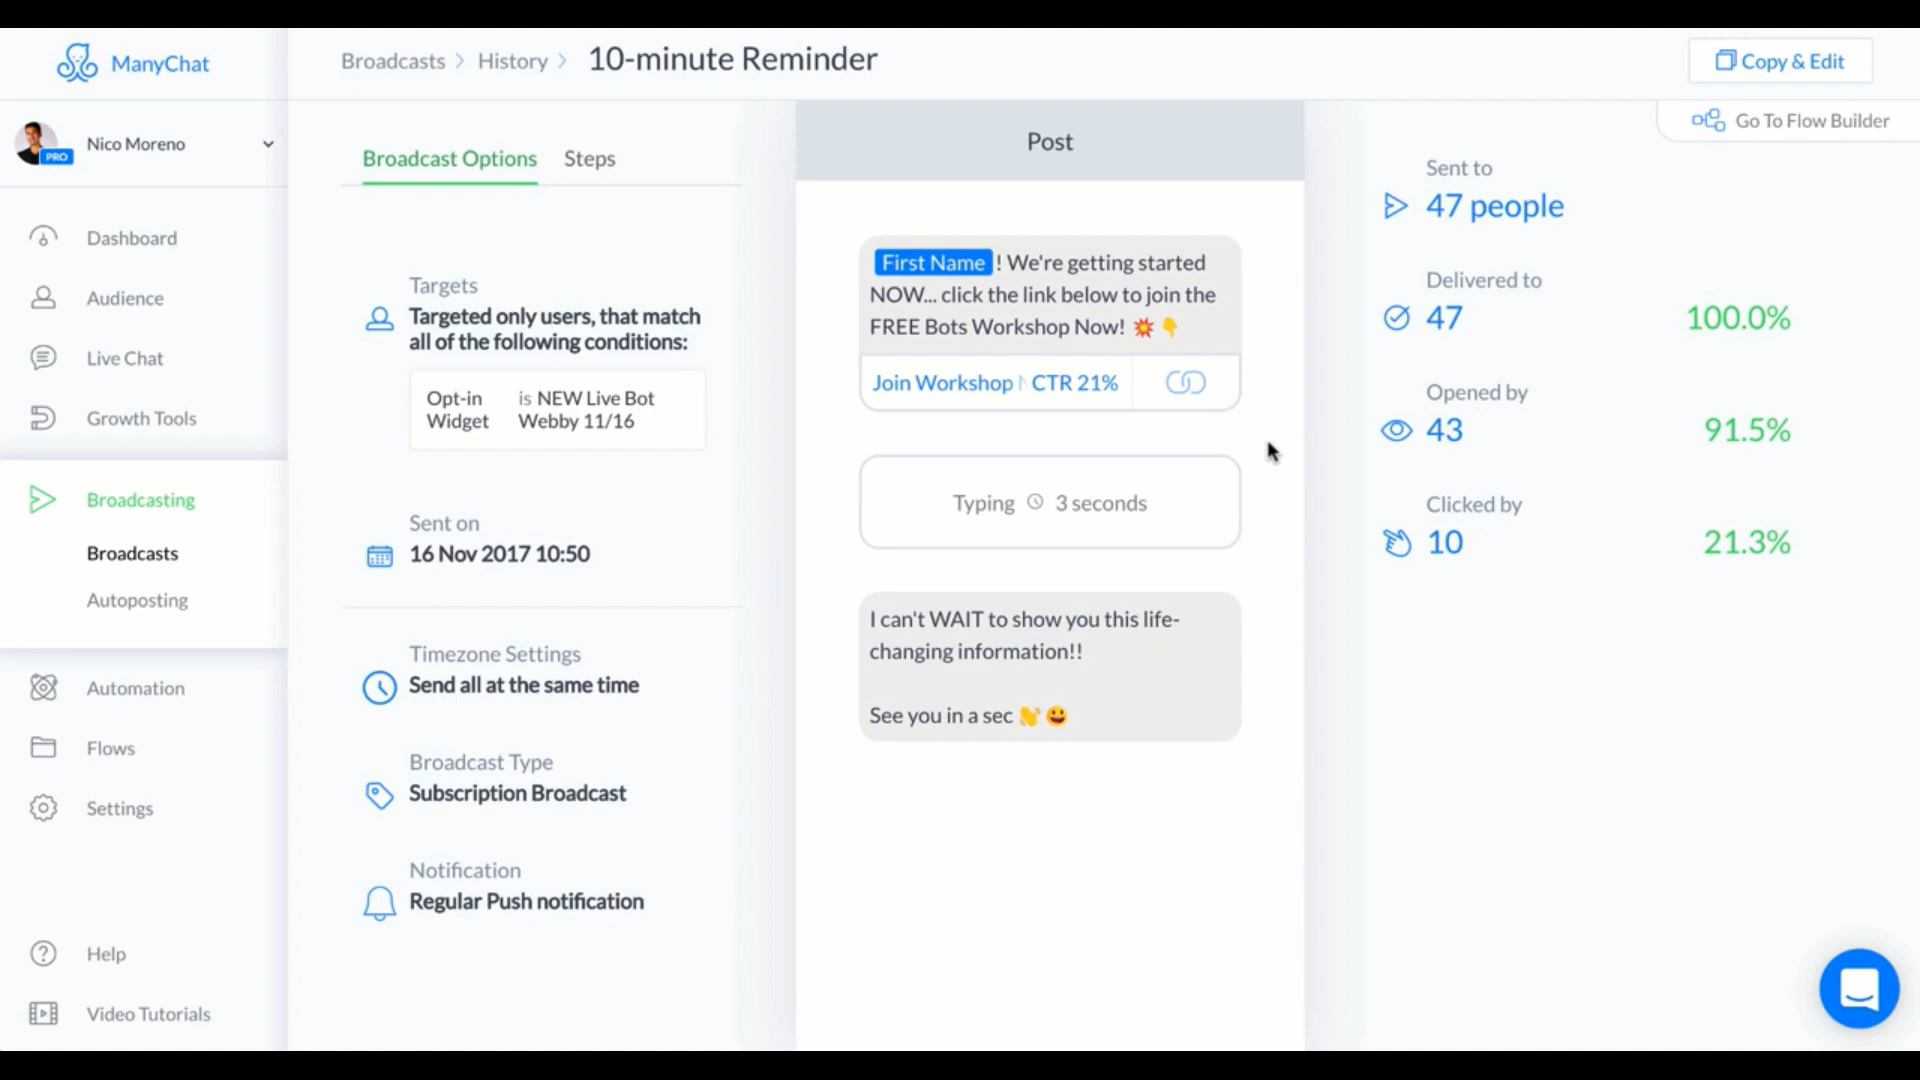 ManyChat
Broadcasts > History > 10-minute Reminder
Copy & Edit
Go To Flow Builder
PRO
Nico Moreno
Dashboard
Audience
Live Chat
Growth Tools
Broadcasting
Broadcasts
Autoposting
Automation
Flows
Settings
Help
Video Tutorials
Broadcast Options
Steps
Targets
Targeted only users, that match
all of the following conditions:
Opt-in is NEW Live Bot
Widget Webby 11/16
Sent on
16 Nov 2017 10:50
Timezone Settings
Send all at the same time
Broadcast Type
Subscription Broadcast
Notification
Regular Push notification
Post
First Name ! We're getting started
NOW... click the link below to join the
FREE Bots Workshop Now! 💥 👇
Join Workshop CTR 21%
Typing 3 seconds
I can't WAIT to show you this life-
changing information!!
See you in a sec 👋 😃
Sent to
47 people
Delivered to
47 100.0%
Opened by
43 91.5%
Clicked by
10 21.3%